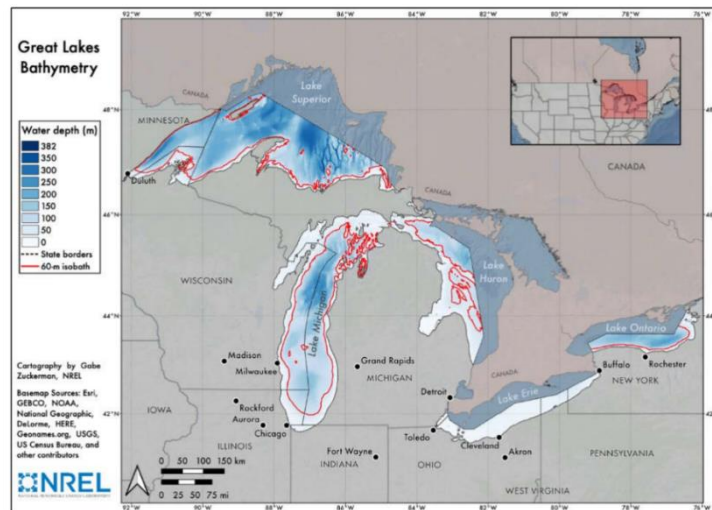 Great Lakes
Bathymetry
Water depth (m)
382
350
300
250
200
150
100
50
0
State borders
60-m isobath
Cartography by Gabe
Zuckerman, NREL
Basemap Sources: Esri,
GEBCO, NOAA,
National Geographic,
DeLorme, HERE,
Geonames.org, USGS,
US Census Bureau, and
other contributors
NREL
92°W
90°W
88°W
86°W
84°W
82°W
80°W
78°W
76°W
48°N
46°N
44°N
42°N
CANADA
Lake
Superior
MINNESOTA
Duluth
CANADA
CANADA
WISCONSIN
Lake
Huron
Lake Michigan
Lake Ontario
Madison
Milwaukee
Grand Rapids
MICHIGAN
CANADA
Buffalo
Rochester
NEW YORK
Detroit
Lake Erie
IOWA
Rockford
Aurora
Chicago
Toledo
Cleveland
Akron
ILLINOIS
Fort Wayne
INDIANA
OHIO
PENNSYLVANIA
WEST VIRGINIA
0 50 100 150 km
0 25 50 75 mi